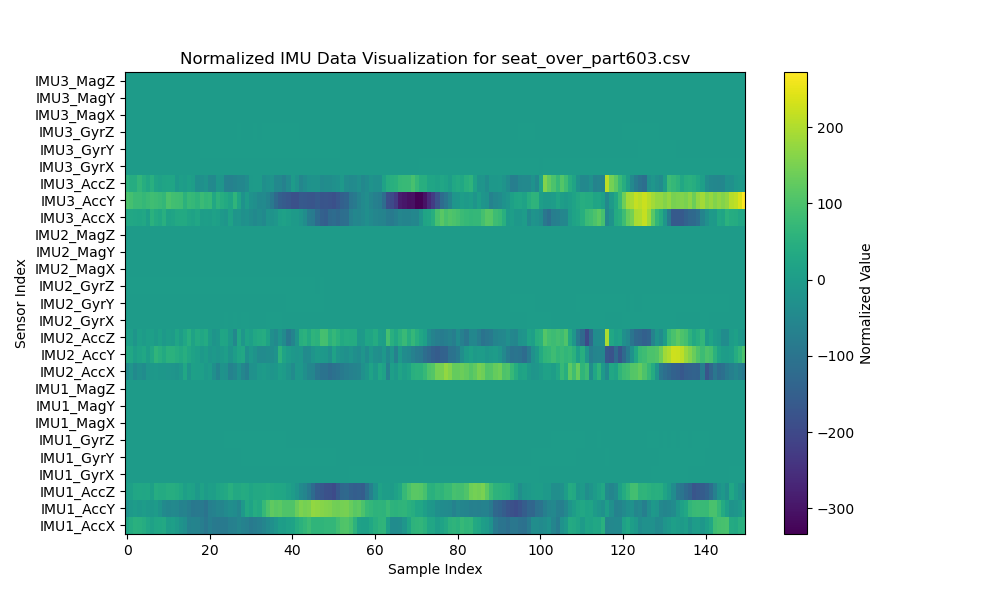 Normalized IMU Data Visualization for seat_over_part603.csv
IMU3_MagZ
IMU3_MagY
IMU3_MagX
IMU3_GyrZ
IMU3_GyrY
IMU3_GyrX
IMU3_AccZ
IMU3_AccY
IMU3_AccX
IMU2_MagZ
IMU2_MagY
IMU2_MagX
IMU2_GyrZ
IMU2_GyrY
IMU2_GyrX
IMU2_AccZ
IMU2_AccY
IMU2_AccX
IMU1_MagZ
IMU1_MagY
IMU1_MagX
IMU1_GyrZ
IMU1_GyrY
IMU1_GyrX
IMU1_AccZ
IMU1_AccY
IMU1_AccX
Sensor Index
0 20 40 60 80 100 120 140
Sample Index
200
100
0
−100
−200
−300
Normalized Value